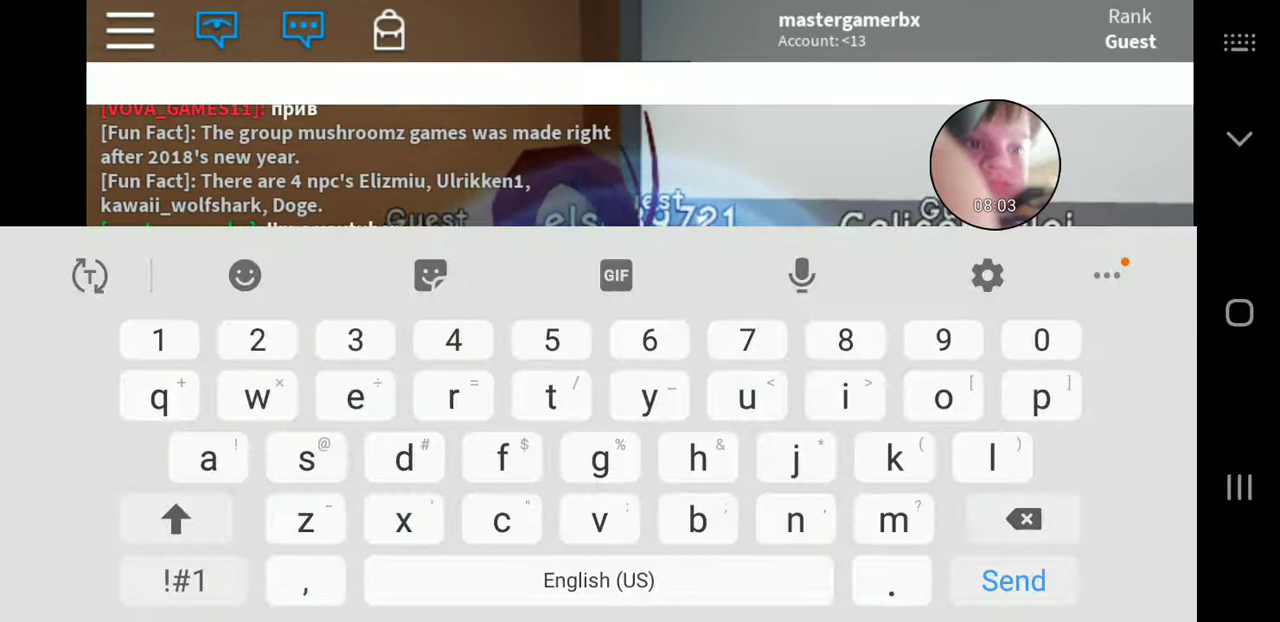 mastergamerbx
Account: <13
Rank
Guest
[VOVA_GAMES11]: прив
[Fun Fact]: The group mushroomz games was made right
after 2018's new year.
[Fun Fact]: There are 4 npc's Elizmiu, Ulrikken1,
kawaii_wolfshark, Doge.
Guest
08:03
T
GIF
1 2 3 4 5 6 7 8 9 0
q + w × e ÷ r = t / y _ u < i > o [ p ]
a ! s @ d # f $ g % h & j * k ( l )
z - x ' c " v : b ; n , m ?
!#1 , English (US) . Send